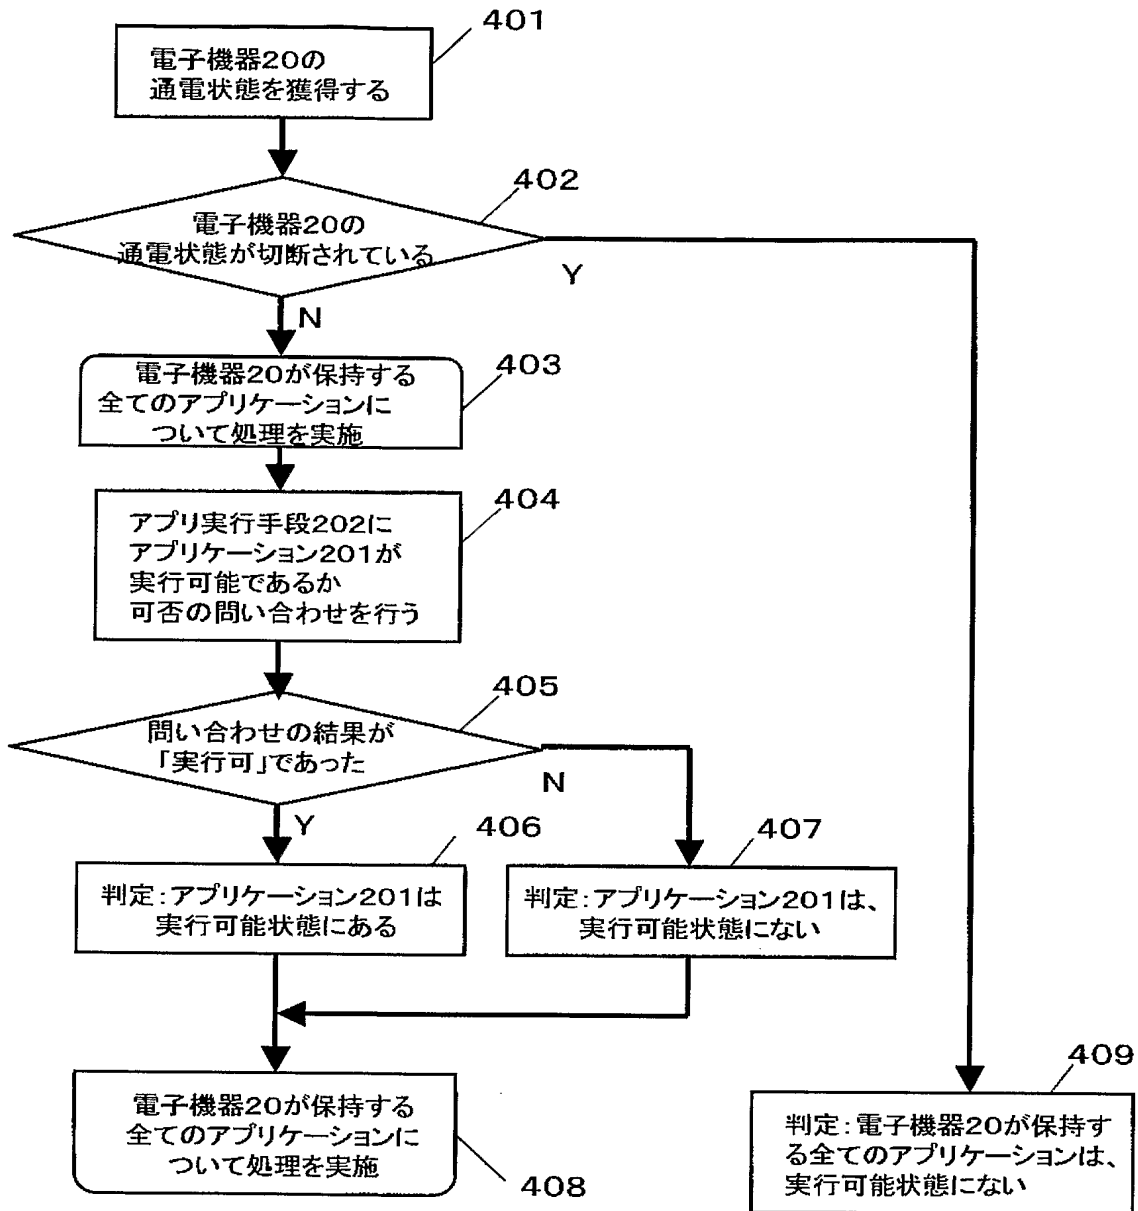 401
電子機器20の
通電状態を獲得する
402
電子機器20の
通電状態が切断されている
Y
N
403
電子機器20が保持する
全てのアプリケーションに
ついて処理を実施
404
アプリ実行手段202に
アプリケーション201が
実行可能であるか
可否の問い合わせを行う
405
問い合わせの結果が
「実行可」であった
N
Y
406
判定:アプリケーション201は
実行可能状態にある
407
判定:アプリケーション201は、
実行可能状態にない
電子機器20が保持する
全てのアプリケーションに
ついて処理を実施
408
409
判定:電子機器20が保持す
る全てのアプリケーションは、
実行可能状態にない